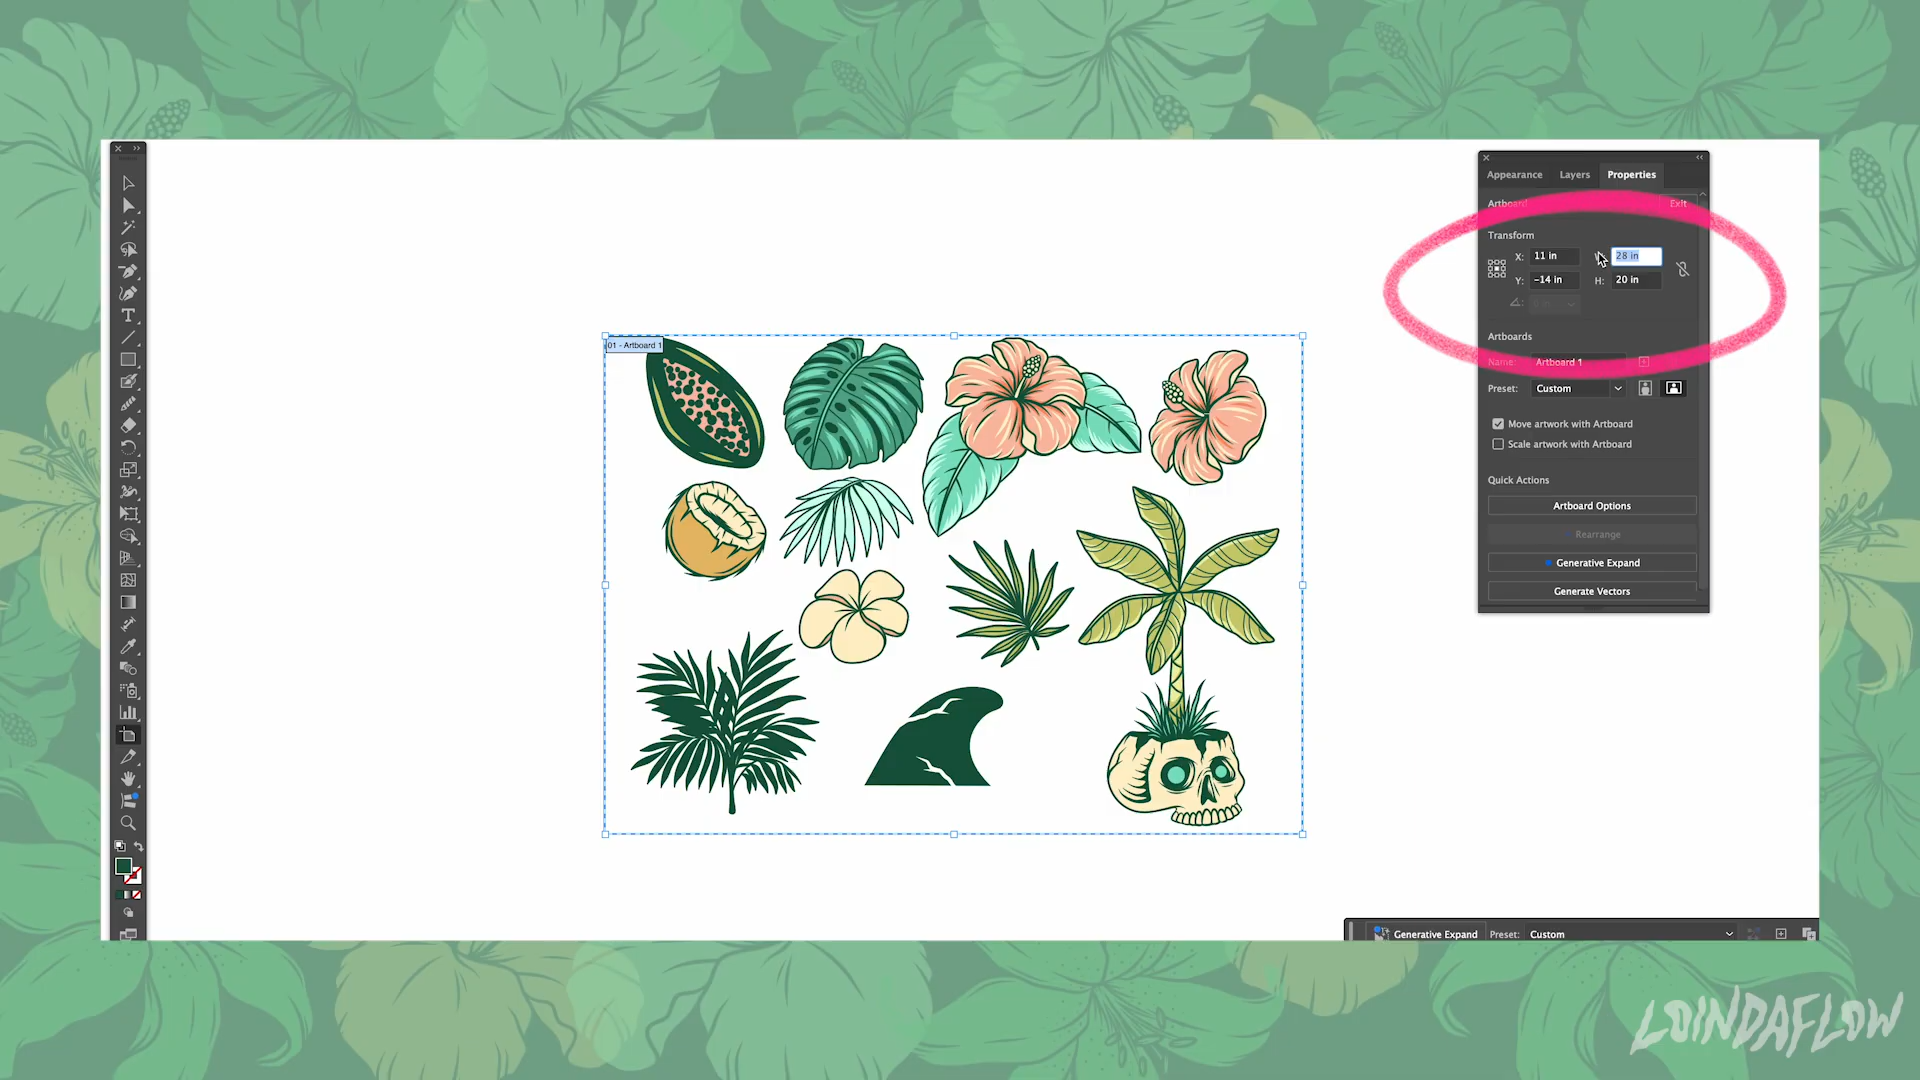 Appearance Layers Properties
Artboard Exit
Transform
X: 11 in 28 in
Y: −14 in H: 20 in
Artboards
Name: Artboard 1
Preset: Custom
Move artwork with Artboard
Scale artwork with Artboard
Quick Actions
Artboard Options
Rearrange
Generative Expand
Generate Vectors
01 - Artboard 1
Generative Expand Preset: Custom
LOINDAFLOW